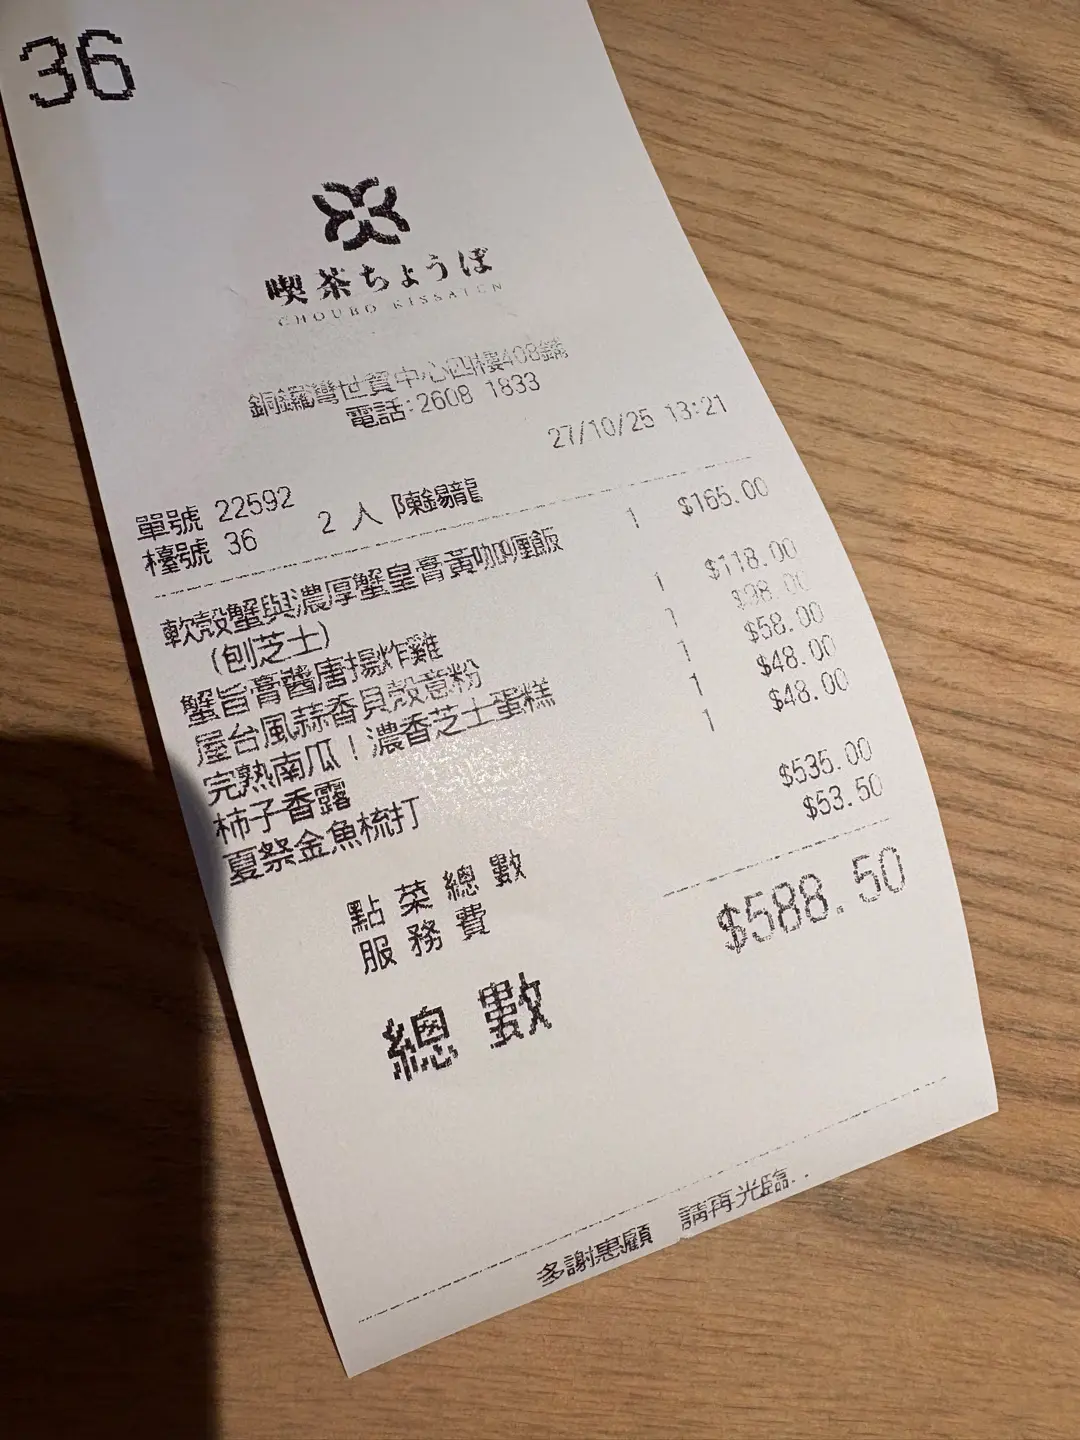 36
喫茶ちょうぼ
CHOUBO KISSATEN
銅鑼灣世貿中心四樓408舖
電話:2608 1833
27/10/25 13:21
單號 22592
檯號 36 2 人 陳錫龍
軟殼蟹與濃厚蟹皇膏黃咖喱飯 1 $165.00
(刨芝士)
蟹旨膏醬唐揚炸雞 1 $118.00
屋台風蒜香貝殼意粉 1 $98.00
完熟南瓜！濃香芝士蛋糕 1 $58.00
柿子香露 1 $48.00
夏祭金魚梳打 1 $48.00
點菜總數 $535.00
服務費 $53.50
總數 $588.50
多謝惠顧 請再光臨..